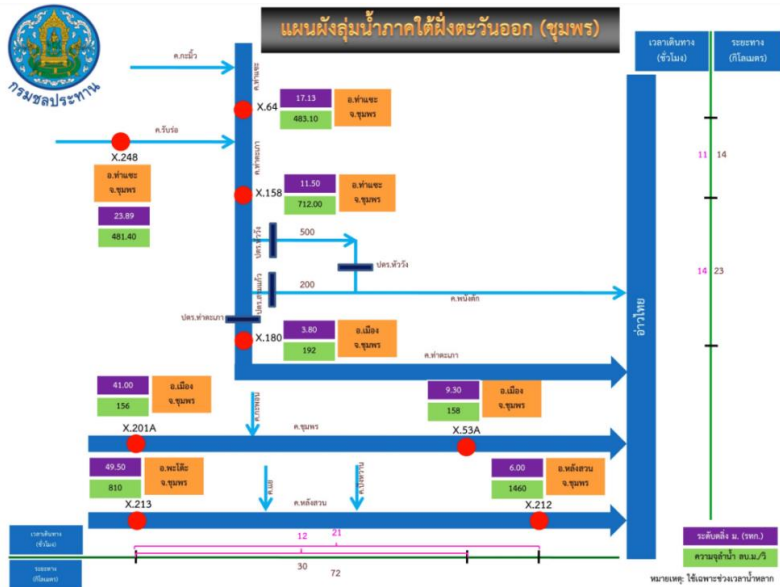 แผนผังลุ่มน้ำภาคใต้ฝั่งตะวันออก (ชุมพร)
กรมชลประทาน
เวลาเดินทาง
(ชั่วโมง)
ระยะทาง
(กิโลเมตร)
ค.กะมิ้ว
ค.ท่าแซะ
X.64
17.13
483.10
อ.ท่าแซะ
จ.ชุมพร
ค.รับร่อ
X.248
อ.ท่าแซะ
จ.ชุมพร
23.89
481.40
ค.ท่าตะเภา
X.158
11.50
712.00
อ.ท่าแซะ
จ.ชุมพร
11
14
ปตร.หัววัง
500
ปตร.หัววัง
ปตร.สามแก้ว
200
ค.พนังตัก
14
23
ปตร.ท่าตะเภา
X.180
3.80
192
อ.เมือง
จ.ชุมพร
ค.ท่าตะเภา
อ่าวไทย
41.00
156
อ.เมือง
จ.ชุมพร
X.201A
ค.ชุมพร
9.30
158
อ.เมือง
จ.ชุมพร
X.53A
49.50
810
อ.พะโต๊ะ
จ.ชุมพร
X.213
ค.หลังสวน
6.00
1460
อ.หลังสวน
จ.ชุมพร
X.212
เวลาเดินทาง
(ชั่วโมง)
12
21
ระยะทาง
(กิโลเมตร)
30
72
ระดับตลิ่ง ม. (รทก.)
ความจุลำน้ำ ลบ.ม./วิ
หมายเหตุ: ใช้เฉพาะช่วงเวลาน้ำหลาก